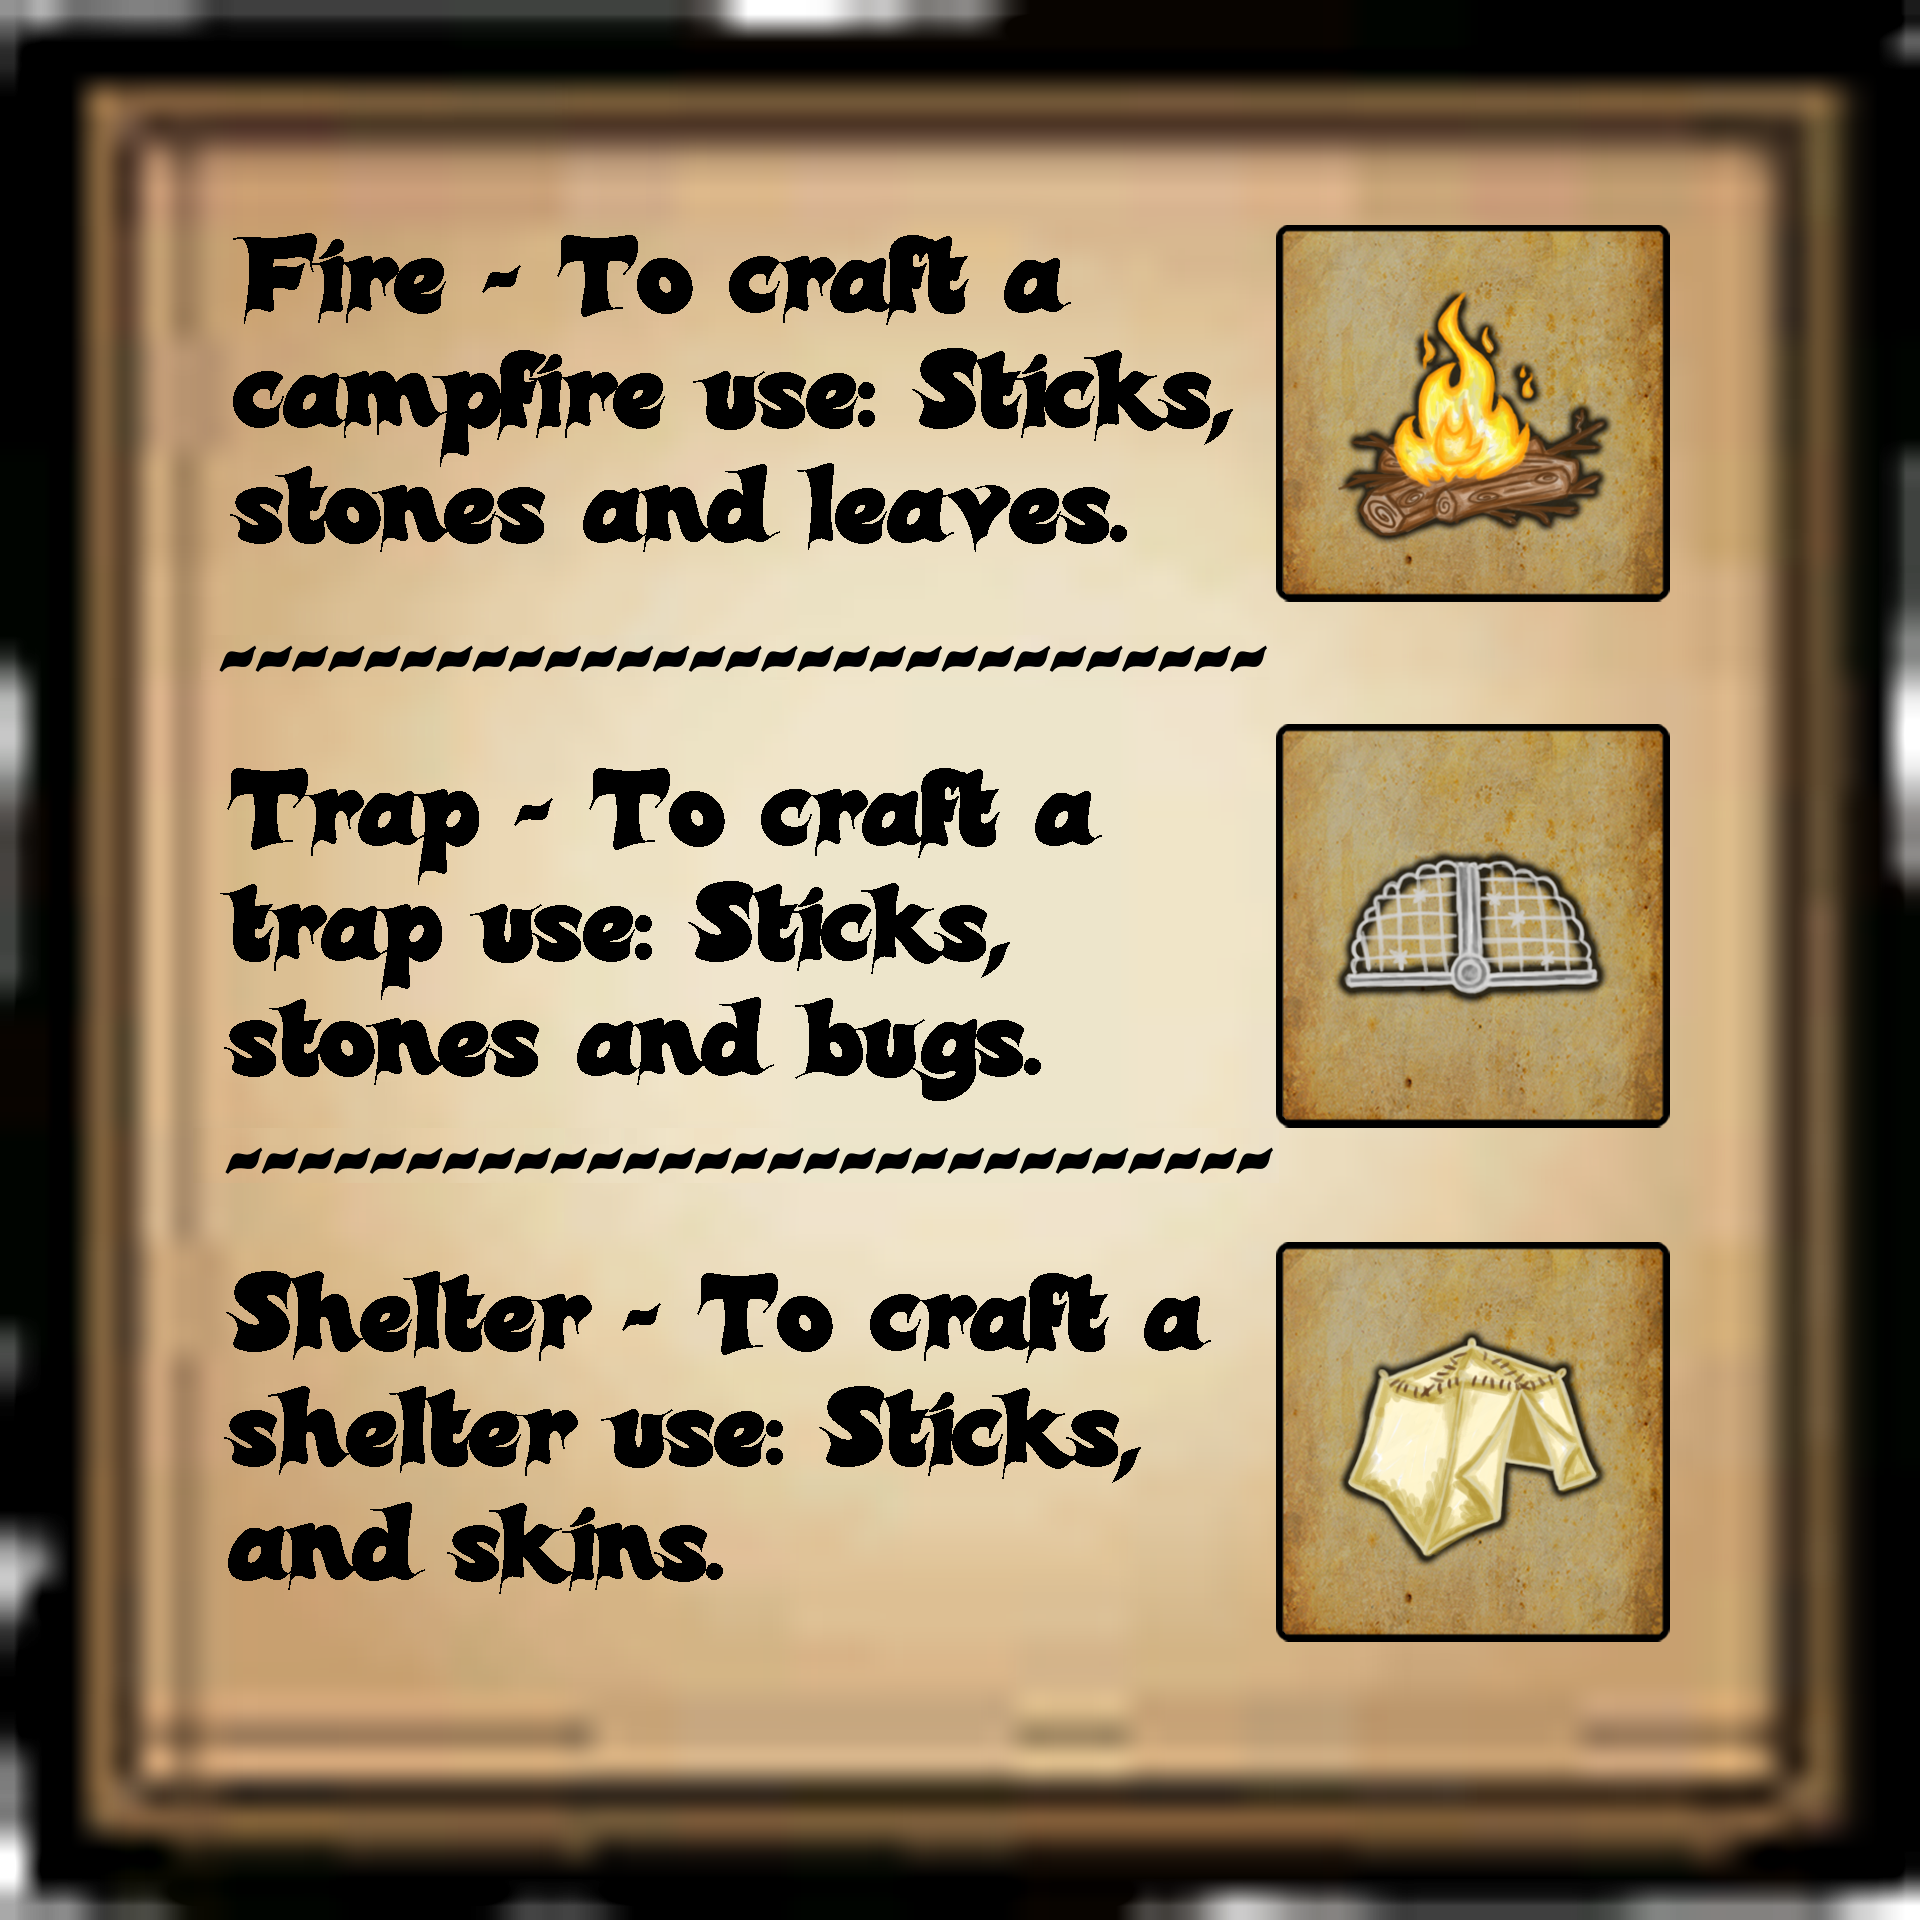 Fire - To craft a
campfire use: Sticks,
stones and leaves.
~~~~~~~~~~~~~~~~~~~~~~~~~~~~~
Trap - To craft a
trap use: Sticks,
stones and bugs.
~~~~~~~~~~~~~~~~~~~~~~~~~~~~~
Shelter - To craft a
shelter use: Sticks,
and skins.